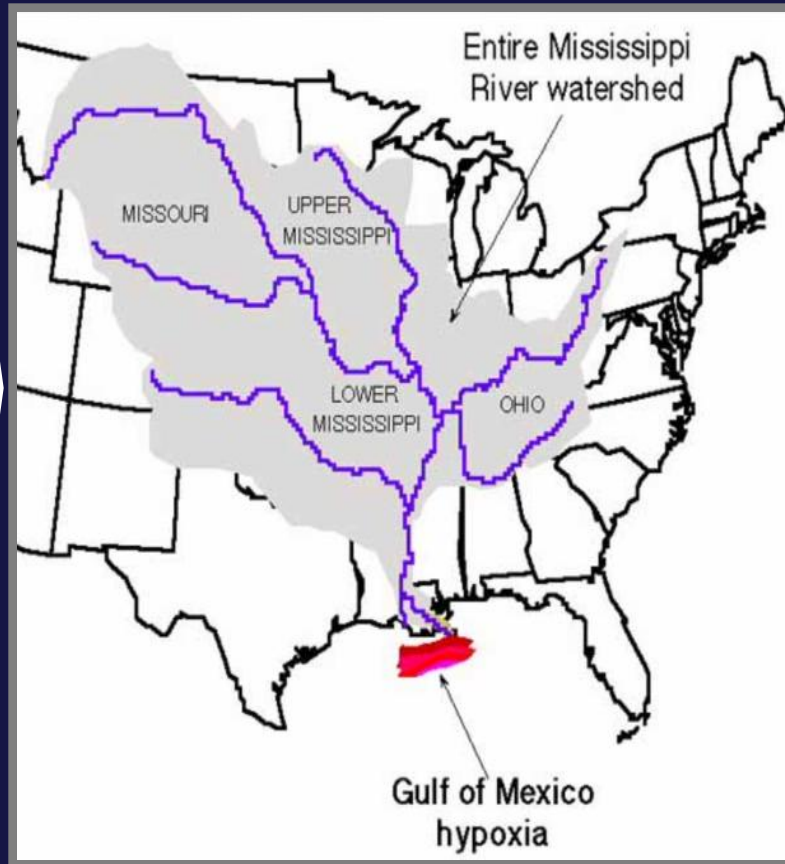 Entire Mississippi
River watershed
MISSOURI
UPPER
MISSISSIPPI
LOWER
MISSISSIPPI
OHIO
Gulf of Mexico
hypoxia